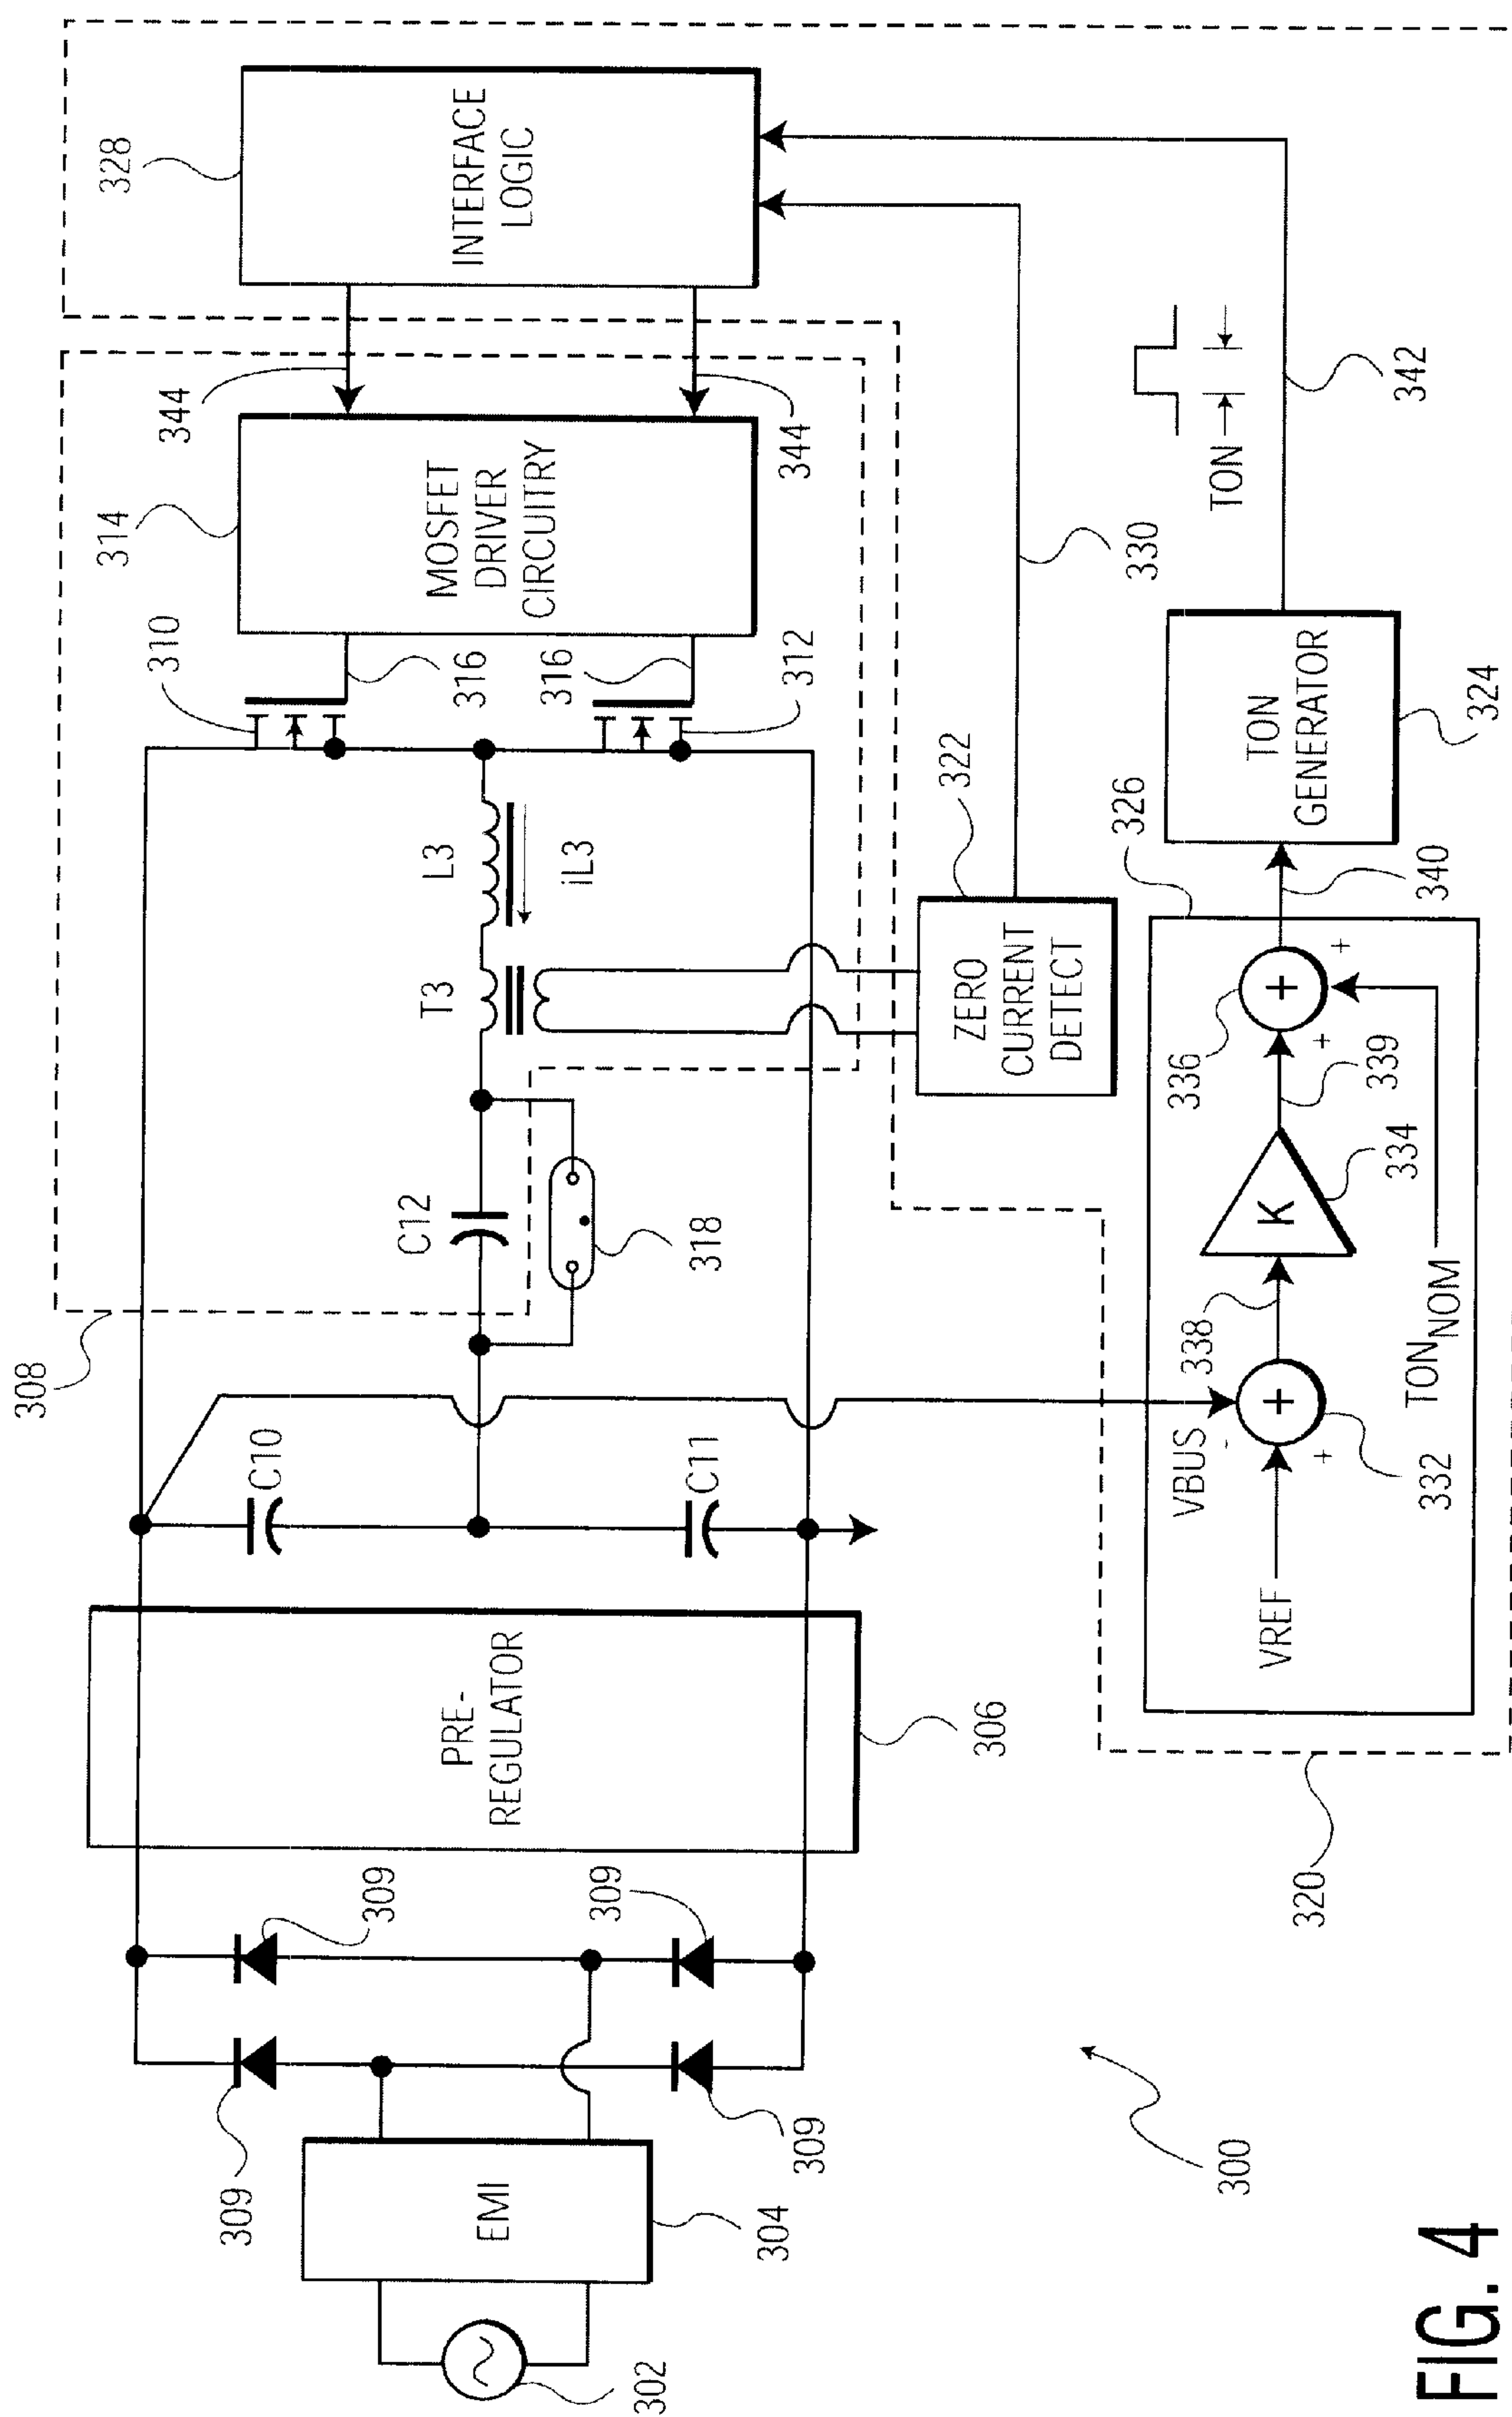 308
344
328
INTERFACE
LOGIC
314
MOSFET
DRIVER
CIRCUITRY
344
310
316
316
312
L3
iL3
T3
C12
318
C10
C11
PRE-
REGULATOR
306
309
309
309
309
EMI
304
302
322
ZERO
CURRENT
DETECT
330
TON
342
TON
GENERATOR
324
326
340
336
+
+
+
339
K
334
338
TONNOM
VBUS
-
+
+
332
VREF
320
300
FIG. 4